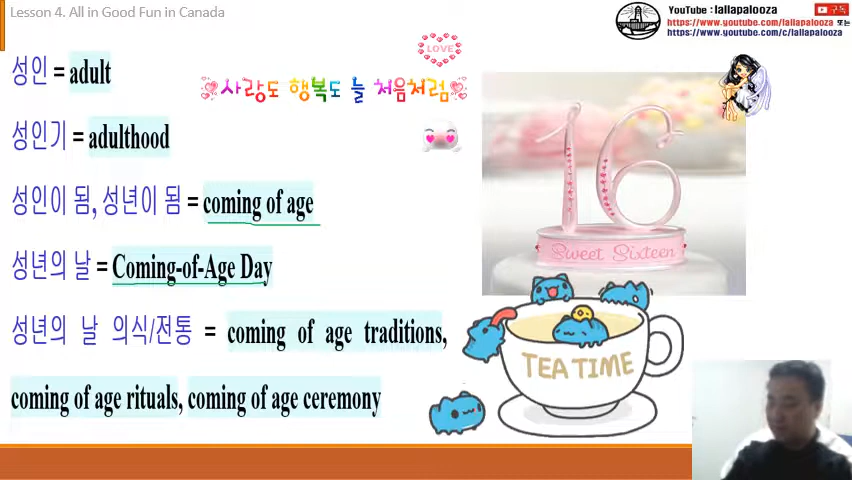 Lesson 4. All in Good Fun in Canada
YouTube : lallapalooza
구독
https://www.youtube.com/lallapalooza 또는
https://www.youtube.com/c/lallapalooza
성인 = adult
LOVE
사랑도 행복도 늘 처음처럼
성인기 = adulthood
성인이 됨, 성년이 됨 = coming of age
16
Sweet Sixteen
성년의 날 = Coming-of-Age Day
성년의 날 의식/전통 = coming of age traditions,
coming of age rituals, coming of age ceremony
TEA TIME